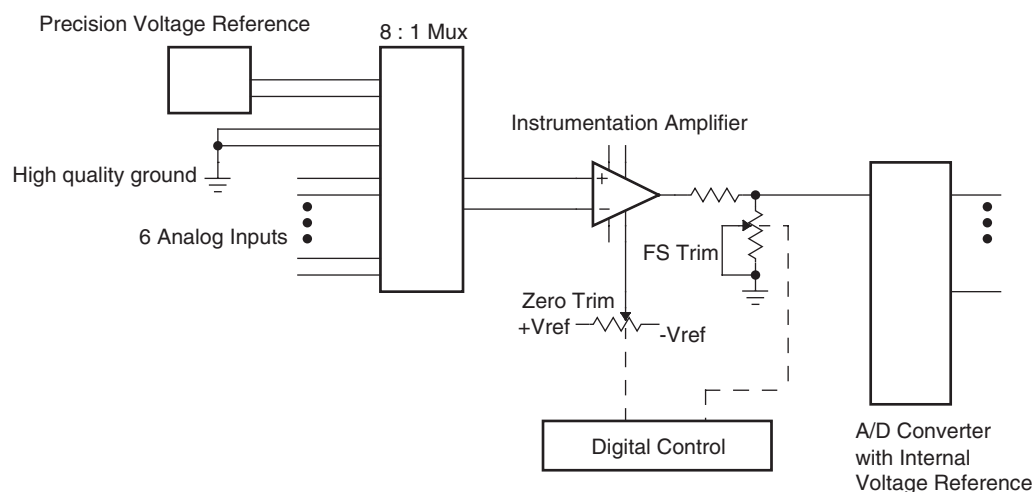 Precision Voltage Reference
8 : 1 Mux
Instrumentation Amplifier
High quality ground
+
−
6 Analog Inputs
FS Trim
Zero Trim
+Vref
-Vref
Digital Control
A/D Converter
with Internal
Voltage Reference